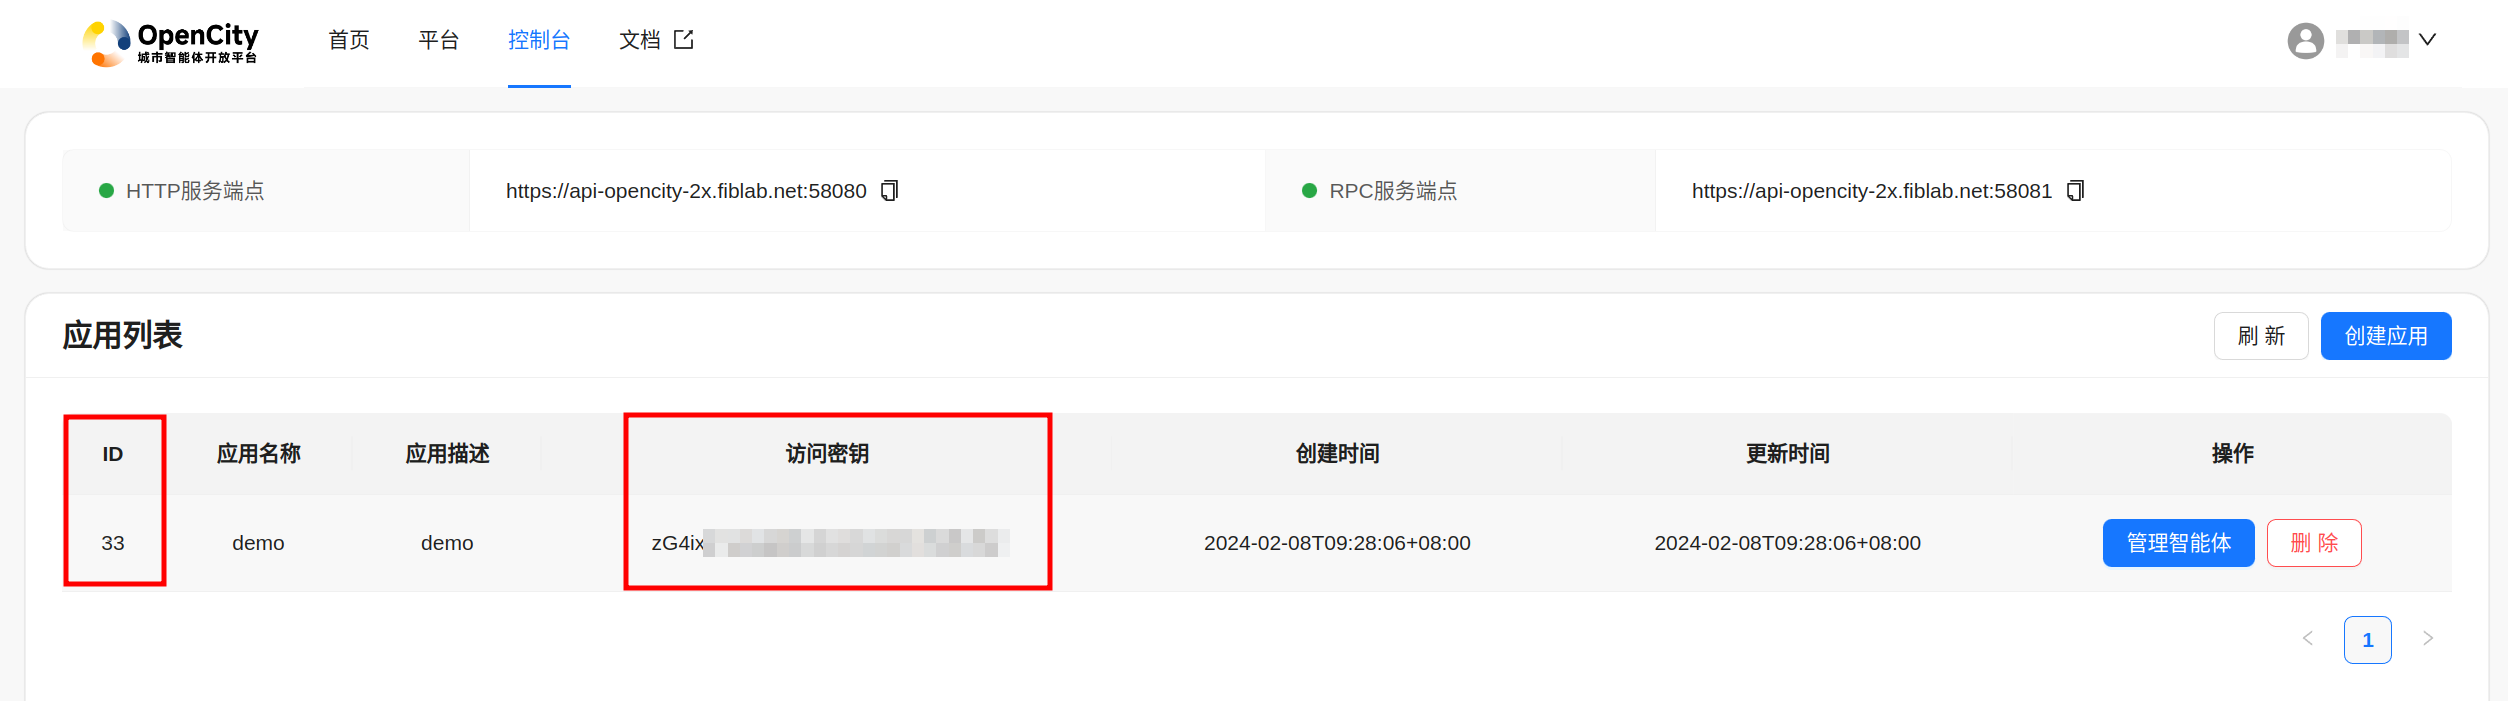 OpenCity
城市智能体开放平台
首页 平台 控制台 文档
HTTP服务端点 https://api-opencity-2x.fiblab.net:58080 RPC服务端点 https://api-opencity-2x.fiblab.net:58081
应用列表 刷 新 创建应用
ID 应用名称 应用描述 访问密钥 创建时间 更新时间 操作
33 demo demo zG4ix 2024-02-08T09:28:06+08:00 2024-02-08T09:28:06+08:00 管理智能体 删 除
1